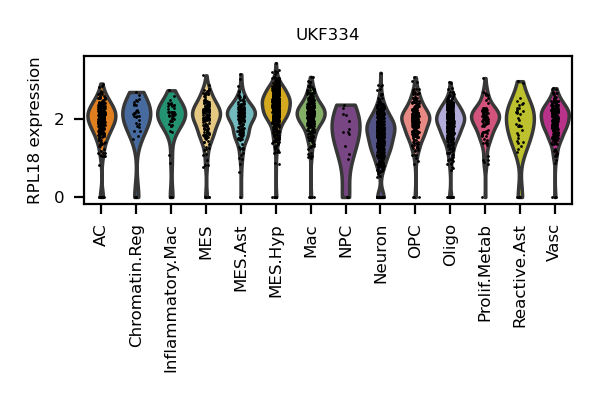 UKF334
RPL18 expression
2
0
AC
Chromatin.Reg
Inflammatory.Mac
MES
MES.Ast
MES.Hyp
Mac
NPC
Neuron
OPC
Oligo
Prolif.Metab
Reactive.Ast
Vasc